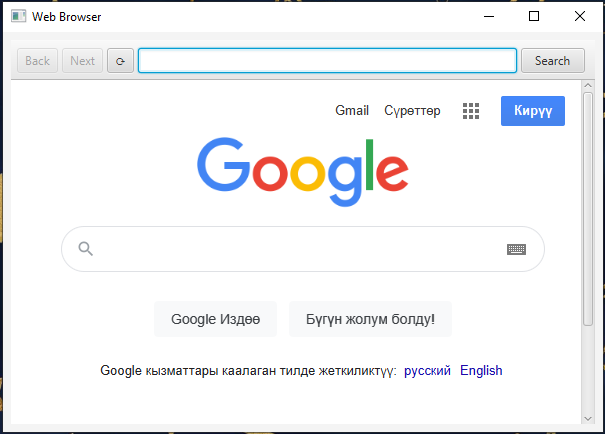 Web Browser
Back Next Search
Gmail Сүрөттөр Кирүү
Google
Google Издөө Бүгүн жолум болду!
Google кызматтары каалаган тилде жеткиликтүү: русский English